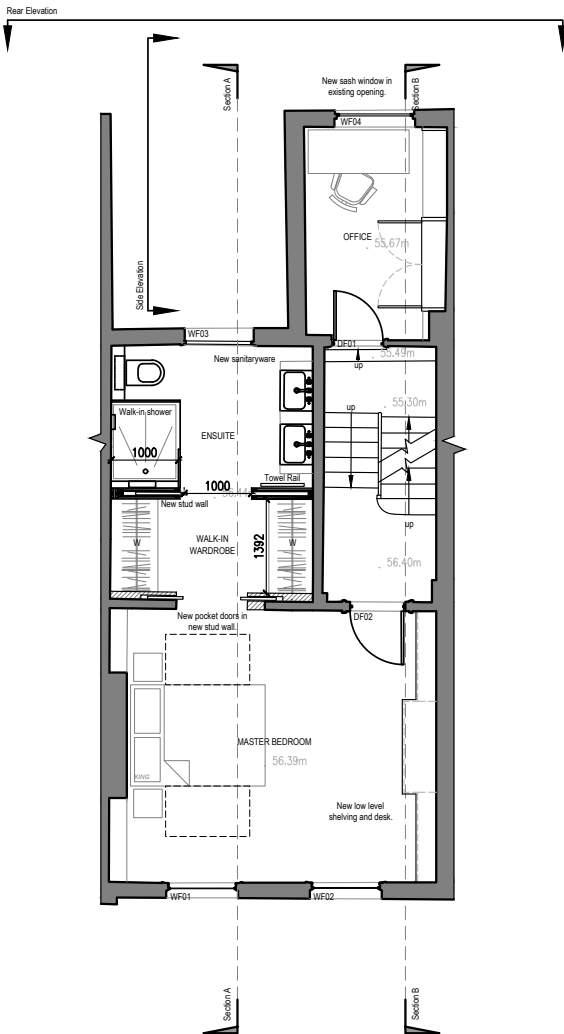 Rear Elevation
Section A
Section B
New sash window in
existing opening.
WF04
OFFICE
55.67m
Side Elevation
WF03
DF01
55.49m
up
New sanitaryware
Walk-in shower
1000
ENSUITE
up
55.30m
Towel Rail
1000
New stud wall
up
W
WALK-IN
WARDROBE
1392
W
56.40m
New pocket doors in
new stud wall.
DF02
MASTER BEDROOM
56.39m
KING
New low level
shelving and desk.
WF01
WF02
Section A
Section B